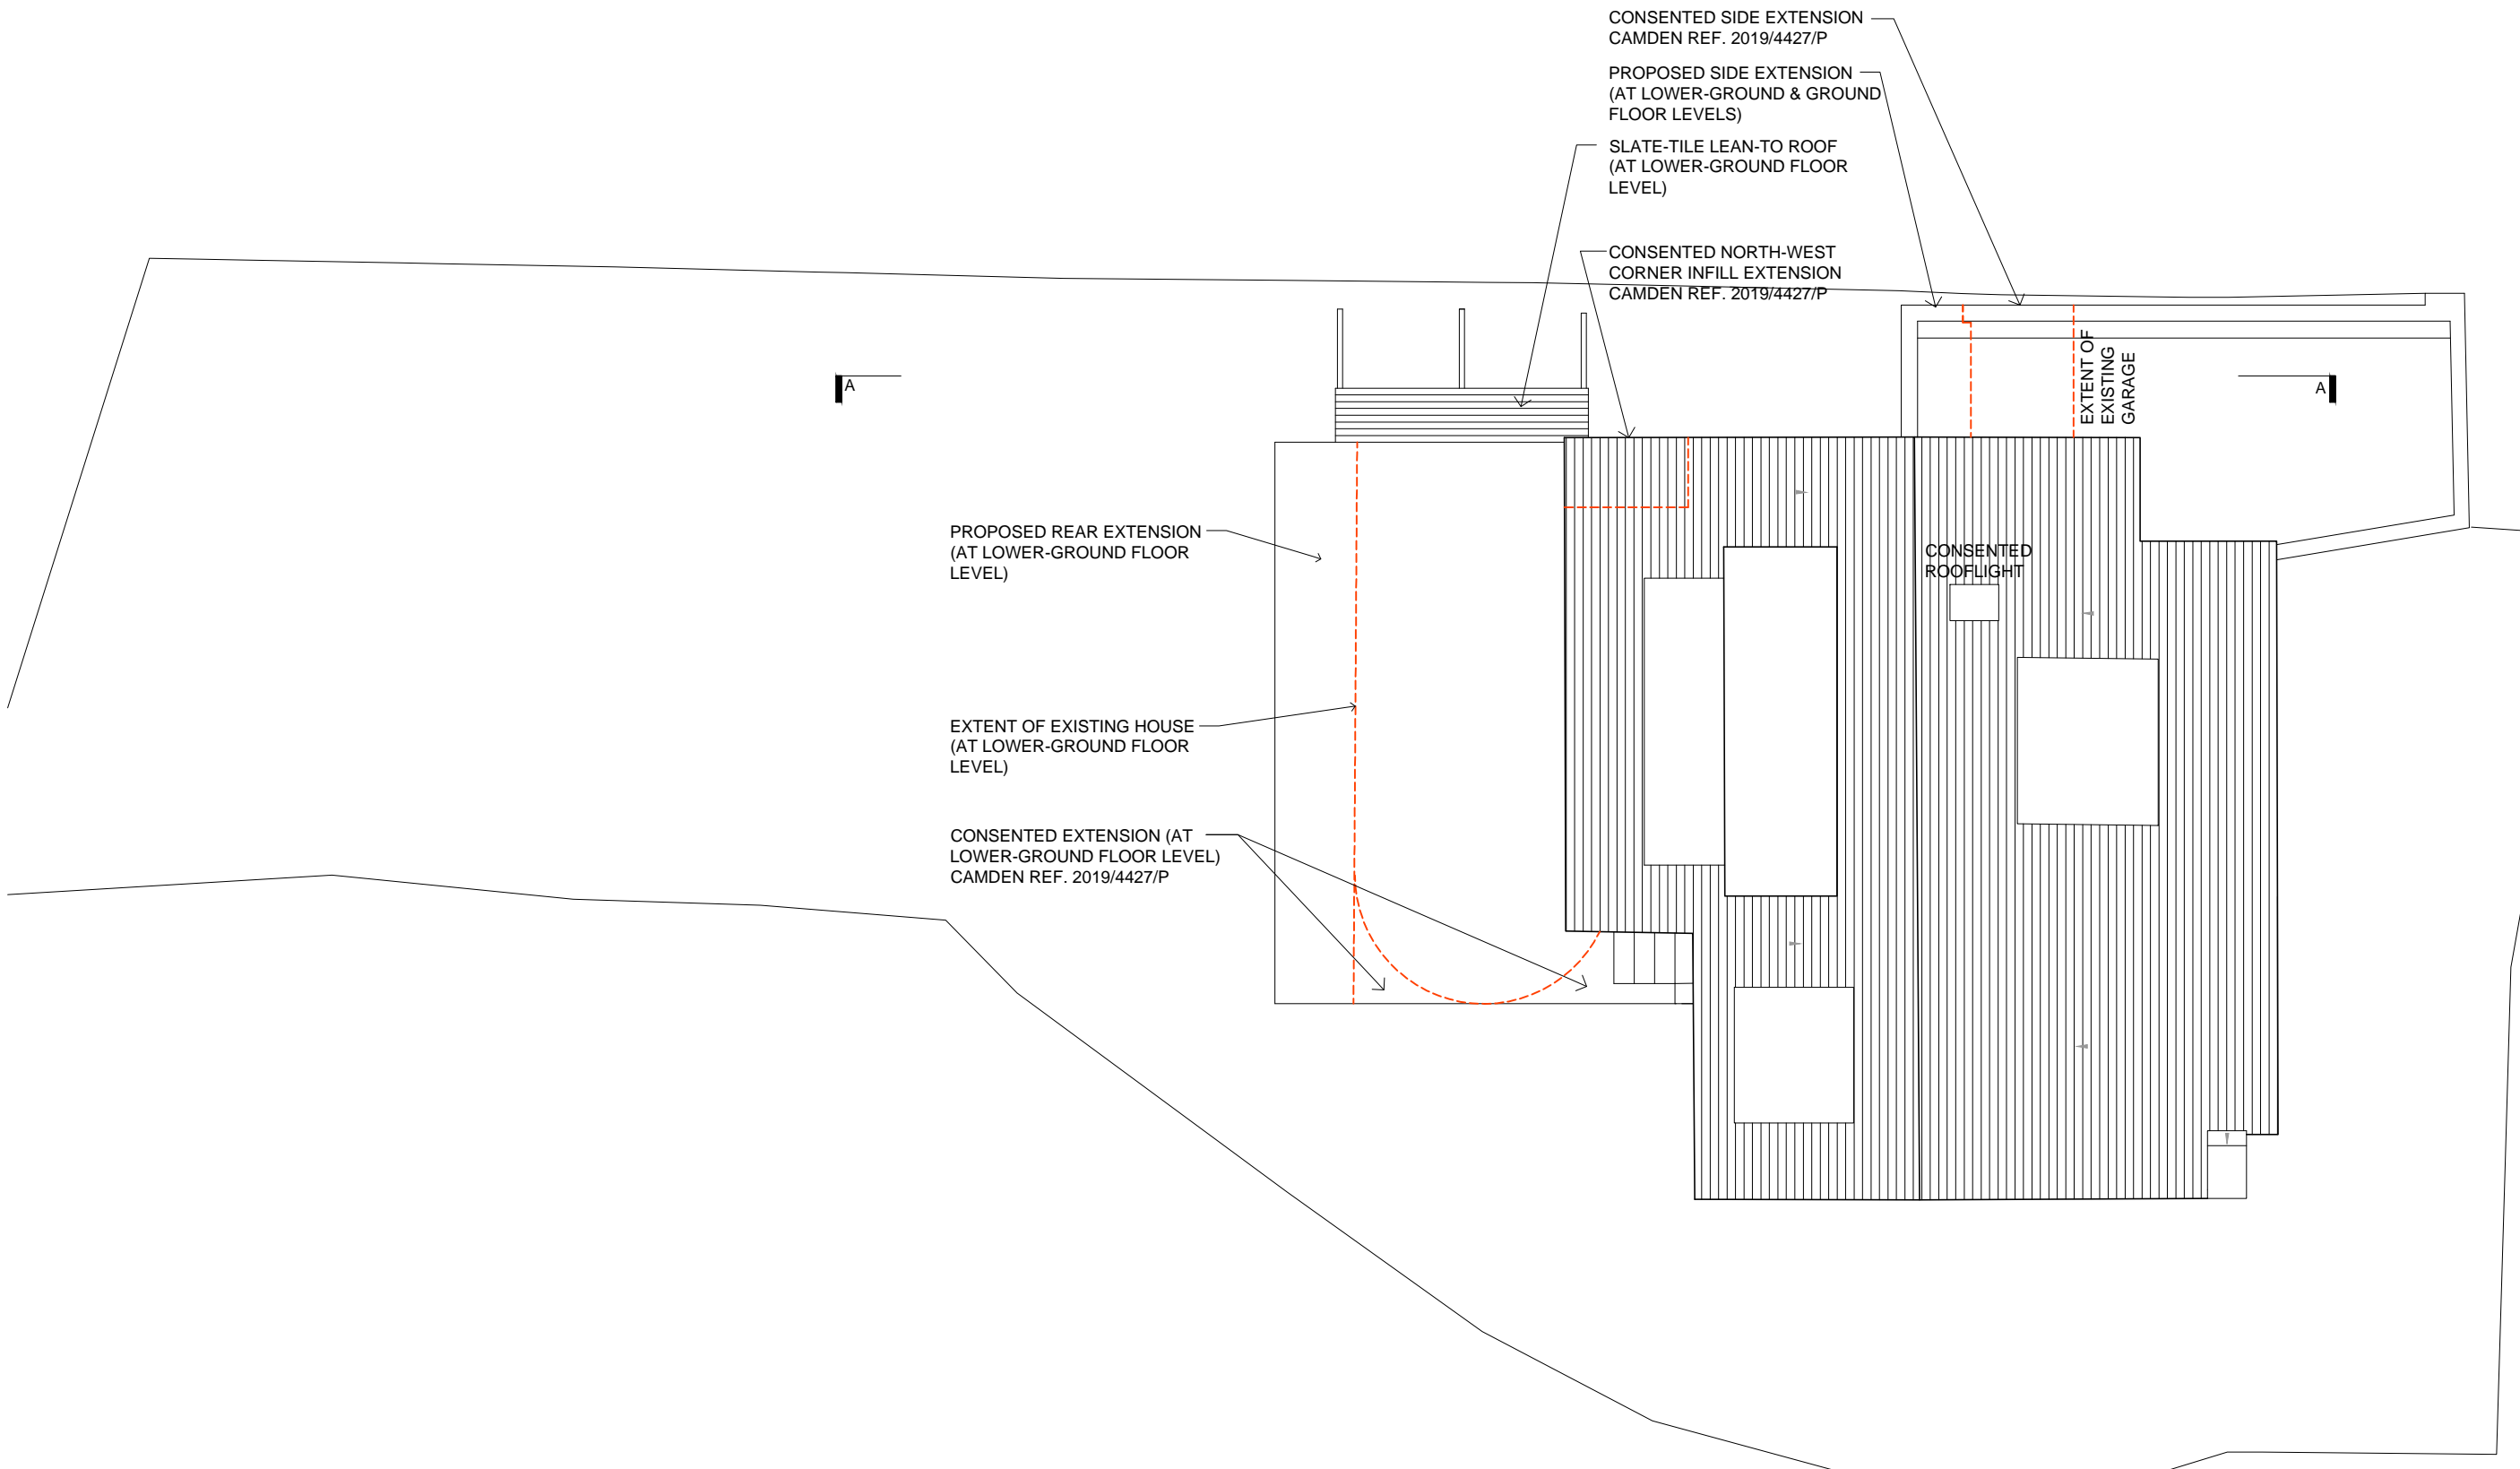 CONSENTED SIDE EXTENSION
CAMDEN REF. 2019/4427/P
PROPOSED SIDE EXTENSION
(AT LOWER-GROUND & GROUND
FLOOR LEVELS)
SLATE-TILE LEAN-TO ROOF
(AT LOWER-GROUND FLOOR
LEVEL)
CONSENTED NORTH-WEST
CORNER INFILL EXTENSION
CAMDEN REF. 2019/4427/P
EXTENT OF
EXISTING
GARAGE
A
A
PROPOSED REAR EXTENSION
(AT LOWER-GROUND FLOOR
LEVEL)
CONSENTED
ROOFLIGHT
EXTENT OF EXISTING HOUSE
(AT LOWER-GROUND FLOOR
LEVEL)
CONSENTED EXTENSION (AT
LOWER-GROUND FLOOR LEVEL)
CAMDEN REF. 2019/4427/P